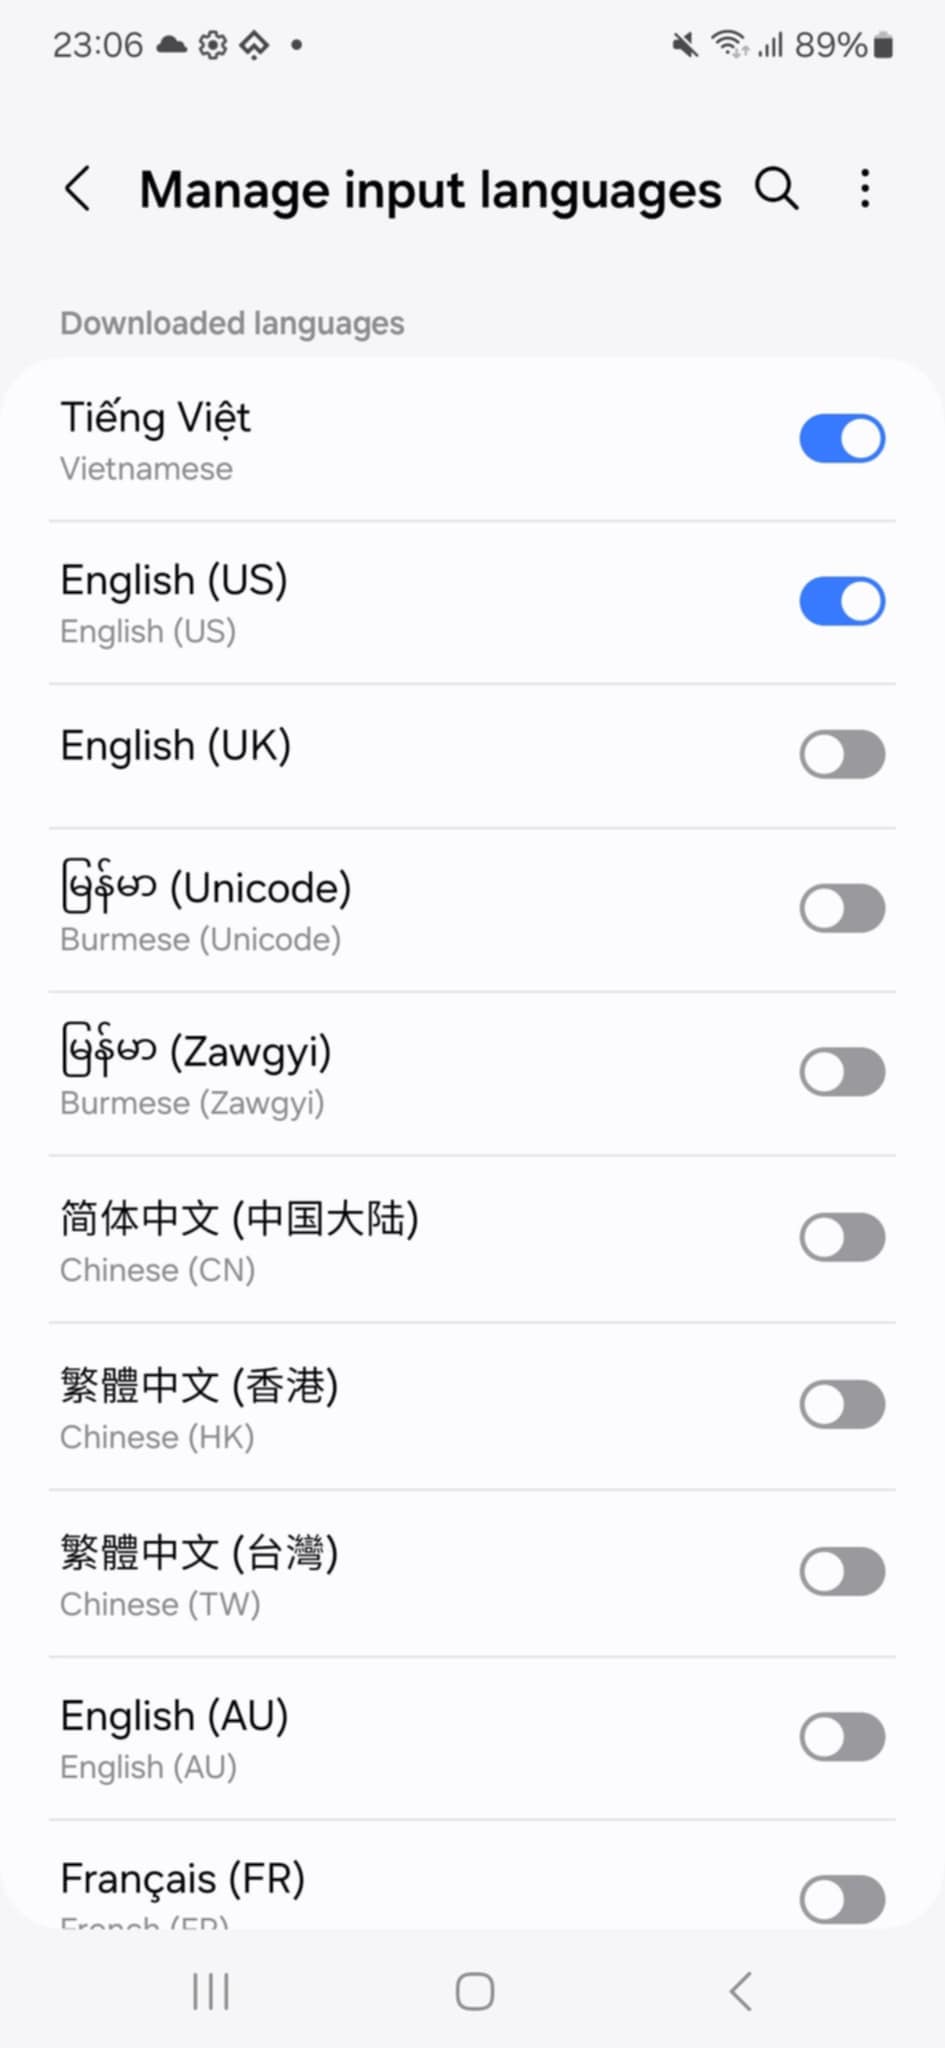 23:06 89%
Manage input languages
Downloaded languages
Tiếng Việt
Vietnamese
English (US)
English (US)
English (UK)
မြန်မာ (Unicode)
Burmese (Unicode)
မြန်မာ (Zawgyi)
Burmese (Zawgyi)
简体中文 (中国大陆)
Chinese (CN)
繁體中文 (香港)
Chinese (HK)
繁體中文 (台灣)
Chinese (TW)
English (AU)
English (AU)
Français (FR)
French (FR)